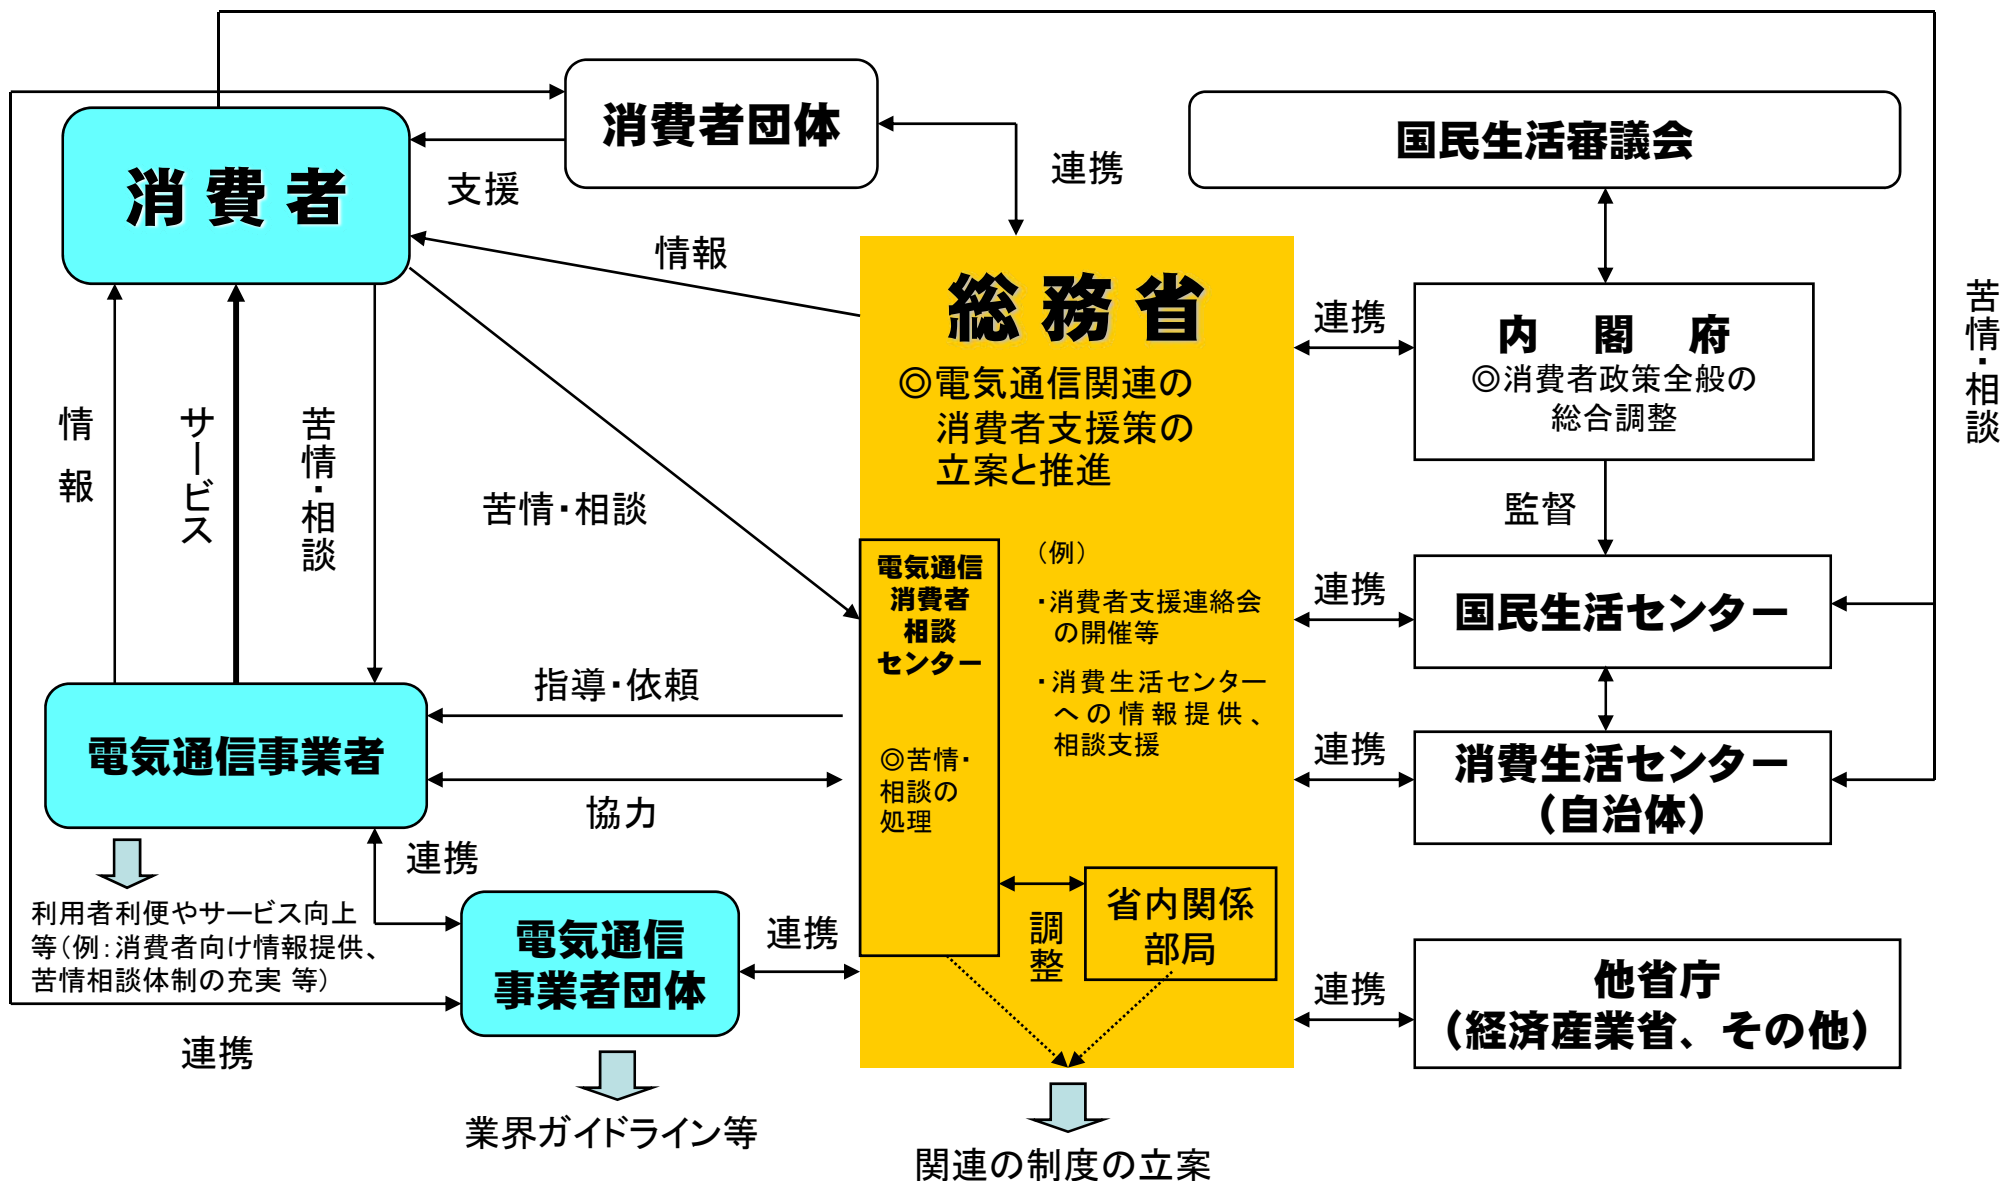 消費者団体
国民生活審議会
消費者
支援
連携
情報
総務省
◎電気通信関連の
消費者支援策の
立案と推進
連携
内閣府
◎消費者政策全般の
総合調整
苦情・相談
情報
サービス
苦情・相談
苦情・相談
監督
電気通信
消費者
相談
センター
◎苦情・
相談の
処理
（例）
・消費者支援連絡会
の開催等
・消費生活センター
への情報提供、
相談支援
連携
国民生活センター
指導・依頼
電気通信事業者
協力
連携
消費生活センター
（自治体）
連携
利用者利便やサービス向上
等（例：消費者向け情報提供、
苦情相談体制の充実 等）
電気通信
事業者団体
連携
調整
省内関係
部局
連携
他省庁
（経済産業省、その他）
連携
業界ガイドライン等
関連の制度の立案